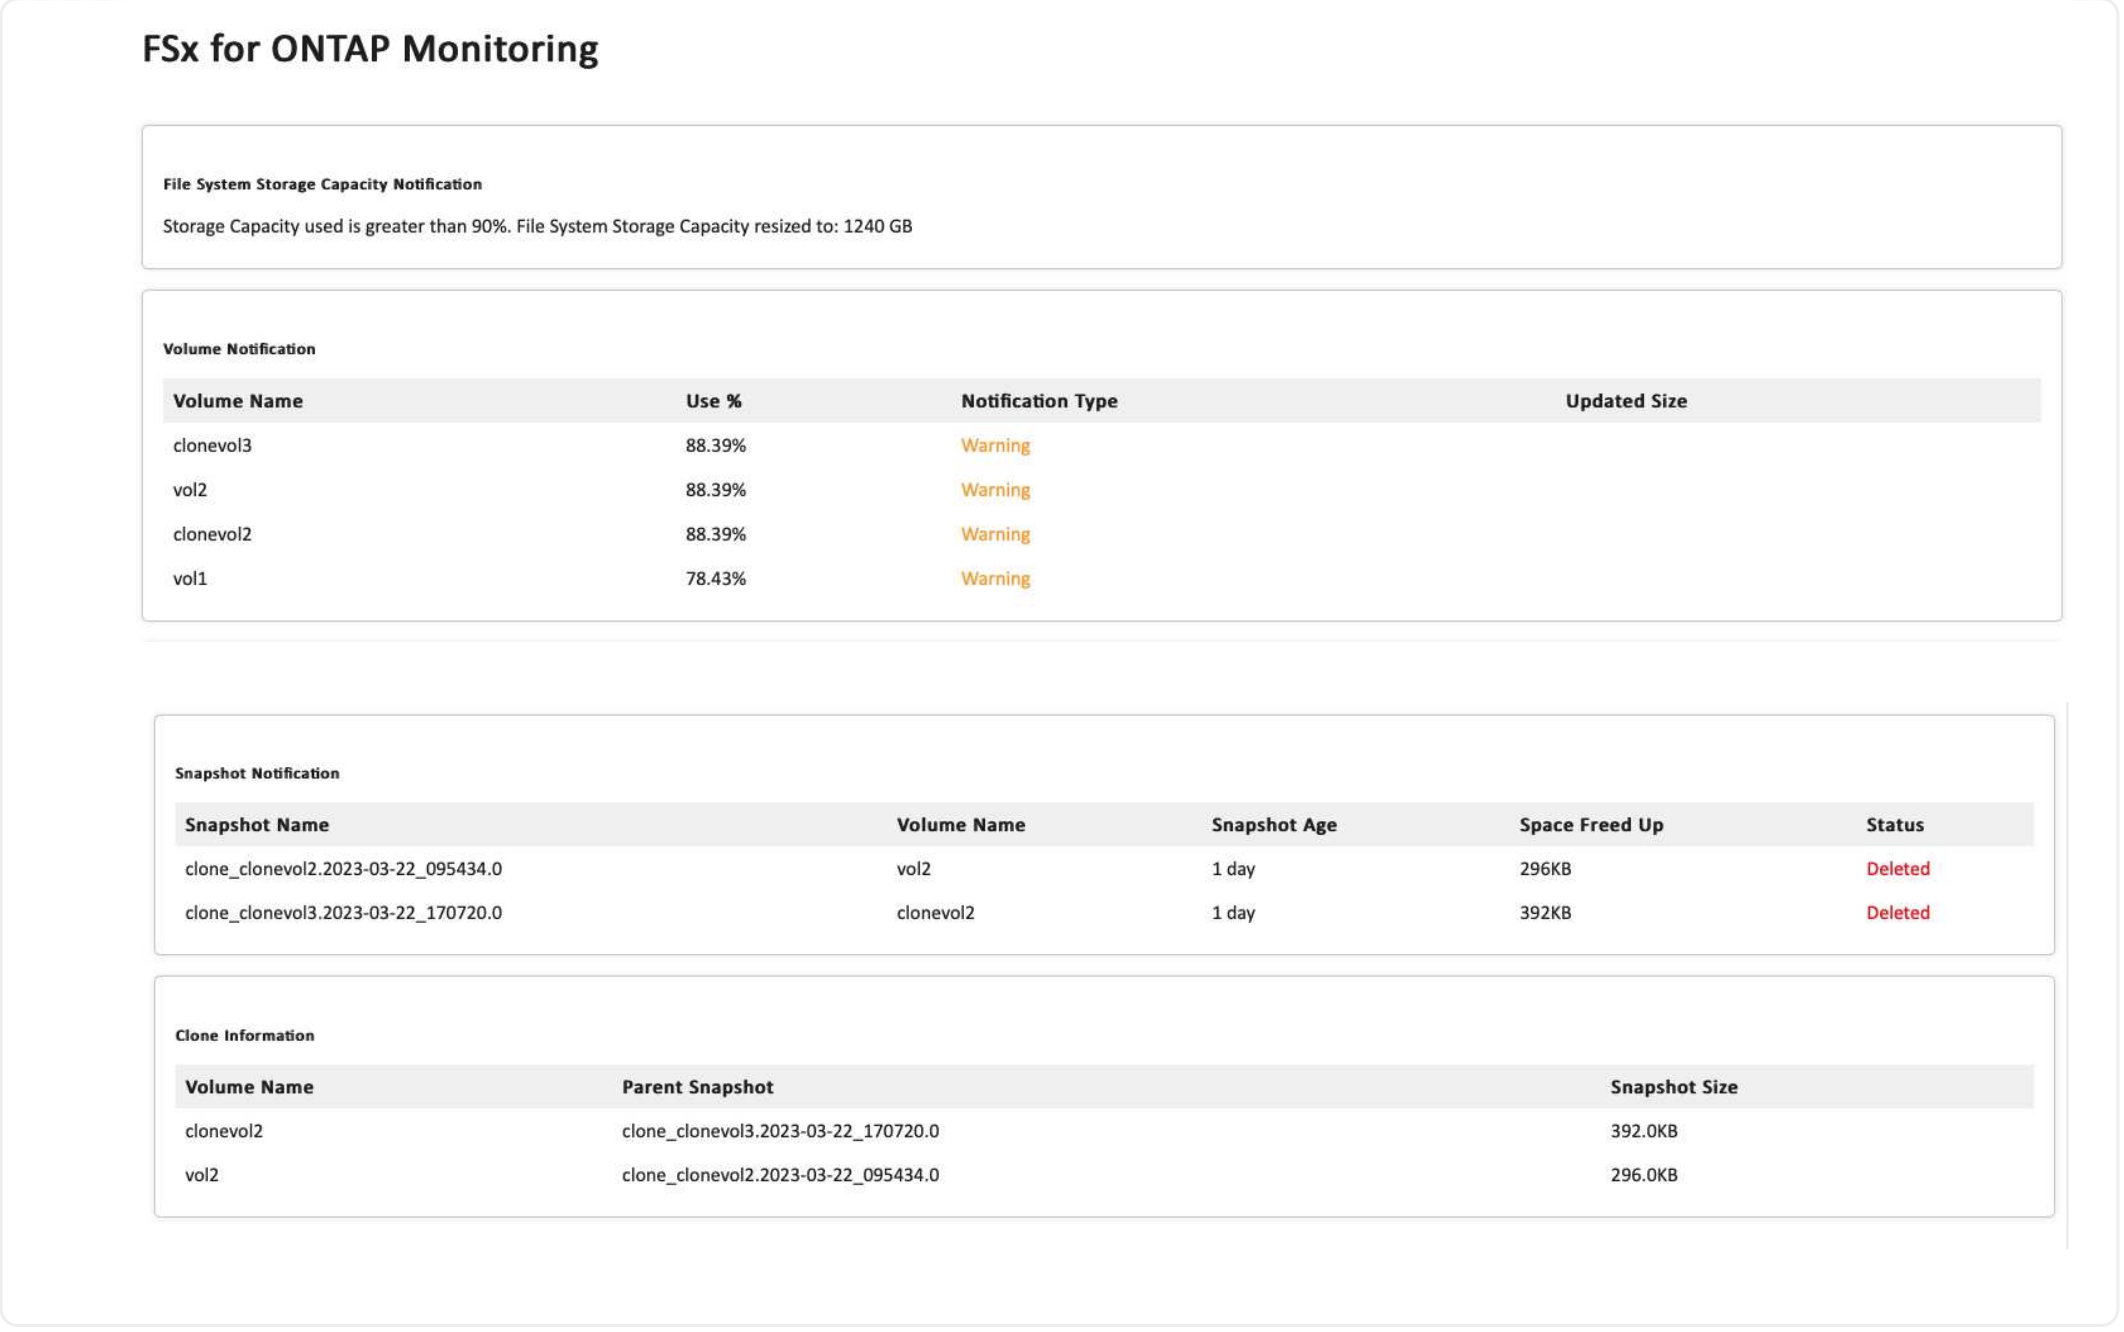 FSx for ONTAP Monitoring
File System Storage Capacity Notification
Storage Capacity used is greater than 90%. File System Storage Capacity resized to: 1240 GB
Volume Notification
Volume Name Use % Notification Type Updated Size
clonevol3 88.39% Warning
vol2 88.39% Warning
clonevol2 88.39% Warning
vol1 78.43% Warning
Snapshot Notification
Snapshot Name Volume Name Snapshot Age Space Freed Up Status
clone_clonevol2.2023-03-22_095434.0 vol2 1 day 296KB Deleted
clone_clonevol3.2023-03-22_170720.0 clonevol2 1 day 392KB Deleted
Clone Information
Volume Name Parent Snapshot Snapshot Size
clonevol2 clone_clonevol3.2023-03-22_170720.0 392.0KB
vol2 clone_clonevol2.2023-03-22_095434.0 296.0KB